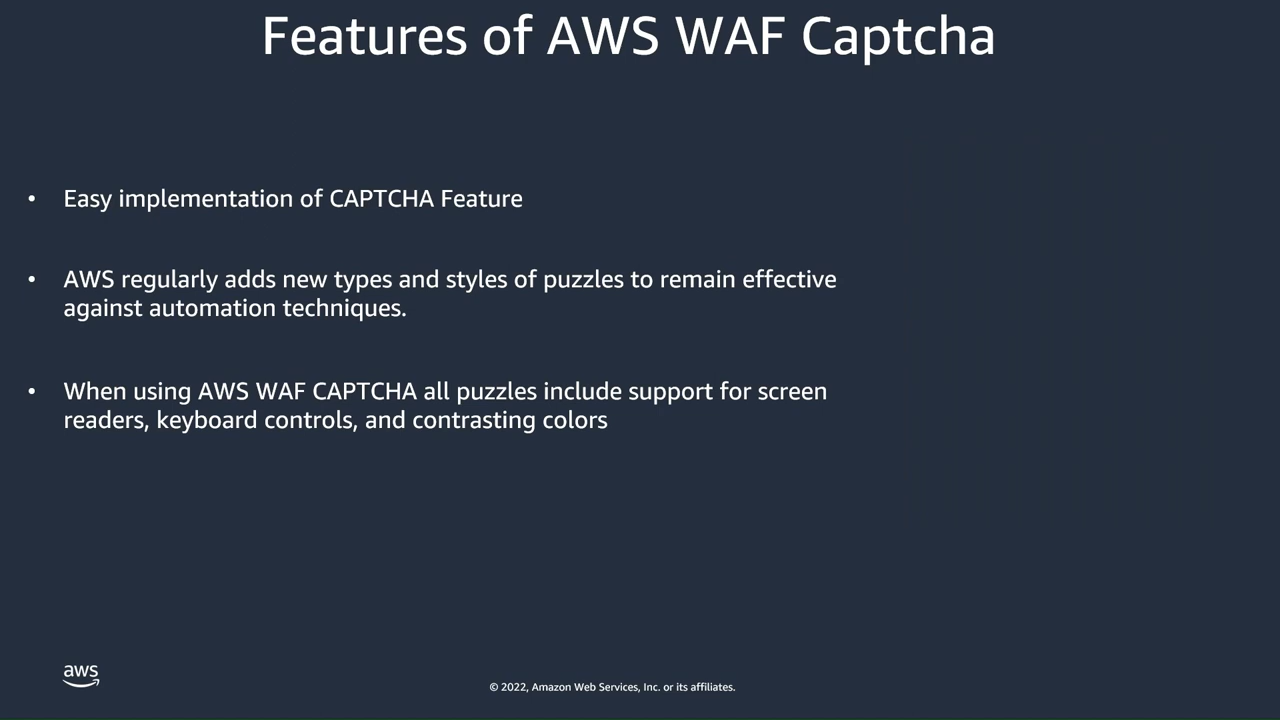 Features of AWS WAF Captcha
• Easy implementation of CAPTCHA Feature
• AWS regularly adds new types and styles of puzzles to remain effective
against automation techniques.
• When using AWS WAF CAPTCHA all puzzles include support for screen
readers, keyboard controls, and contrasting colors
aws
© 2022, Amazon Web Services, Inc. or its affiliates.